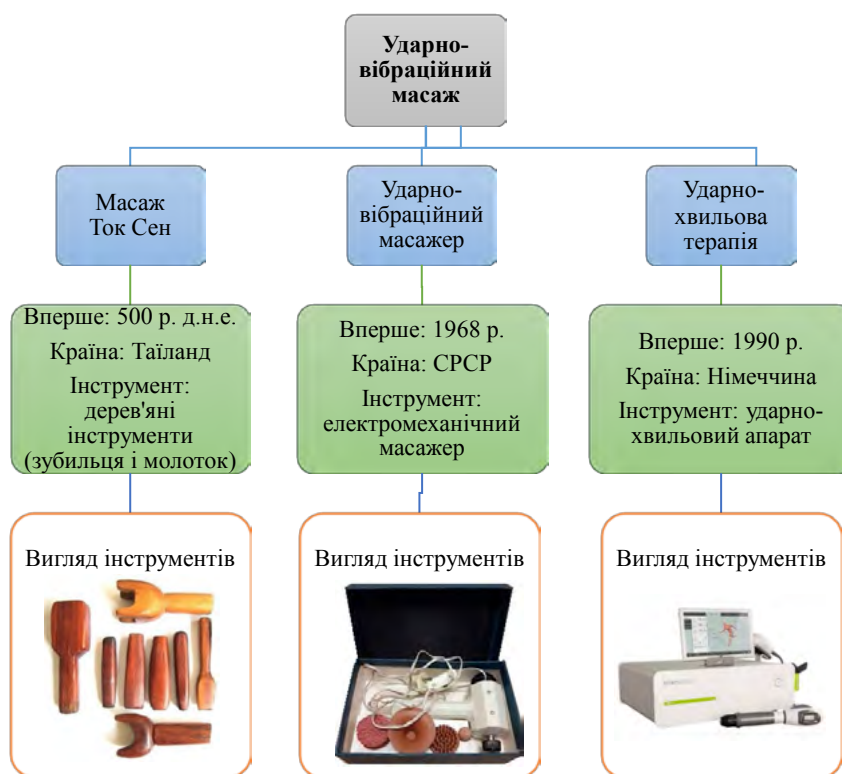 Ударно-
вібраційний
масаж
Масаж
Ток Сен
Ударно-
вібраційний
масажер
Ударно-
хвильова
терапія
Вперше: 500 р. д.н.е.
Країна: Таїланд
Інструмент:
дерев'яні
інструменти
(зубильця і молоток)
Вперше: 1968 р.
Країна: СРСР
Інструмент:
електромеханічний
масажер
Вперше: 1990 р.
Країна: Німеччина
Інструмент: ударно-
хвильовий апарат
Вигляд інструментів
Вигляд інструментів
Вигляд інструментів